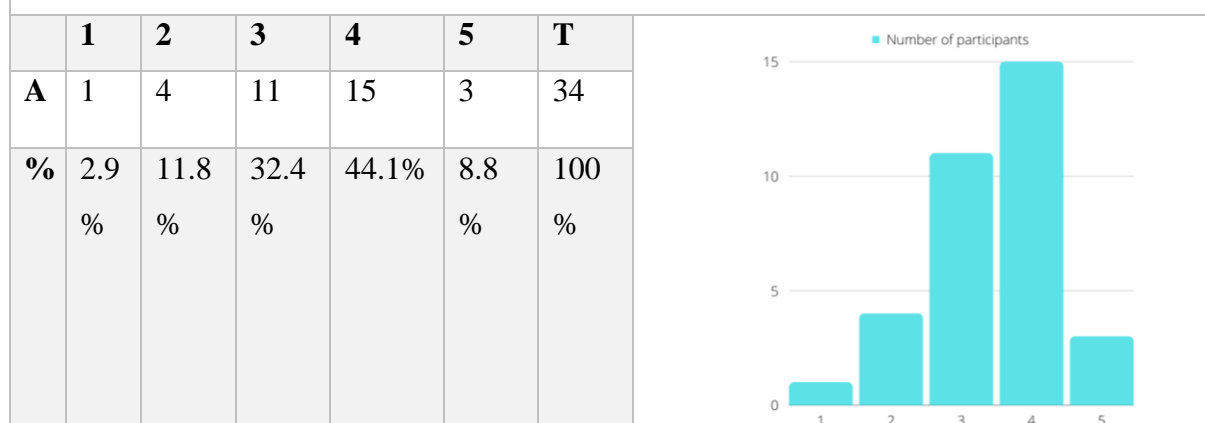 1 2 3 4 5 T
A 1 4 11 15 3 34
% 2.9 11.8 32.4 44.1% 8.8 100
% % % % %
Number of participants
15
10
5
0
1 2 3 4 5